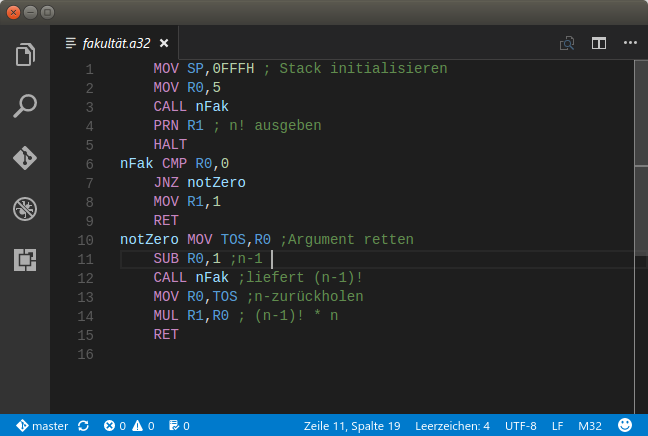 fakultät.a32
1 MOV SP,0FFFH ; Stack initialisieren
2 MOV R0,5
3 CALL nFak
4 PRN R1 ; n! ausgeben
5 HALT
6 nFak CMP R0,0
7 JNZ notZero
8 MOV R1,1
9 RET
10 notZero MOV TOS,R0 ;Argument retten
11 SUB R0,1 ;n-1
12 CALL nFak ;liefert (n-1)!
13 MOV R0,TOS ;n-zurückholen
14 MUL R1,R0 ; (n-1)! * n
15 RET
16
master 0 0 0 Zeile 11, Spalte 19 Leerzeichen: 4 UTF-8 LF M32